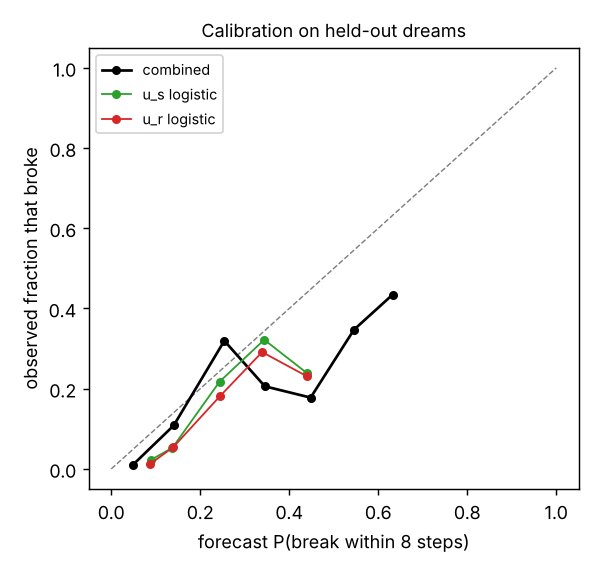 Calibration on held-out dreams
combined
u_s logistic
u_r logistic
observed fraction that broke
1.0
0.8
0.6
0.4
0.2
0.0
0.0 0.2 0.4 0.6 0.8 1.0
forecast P(break within 8 steps)